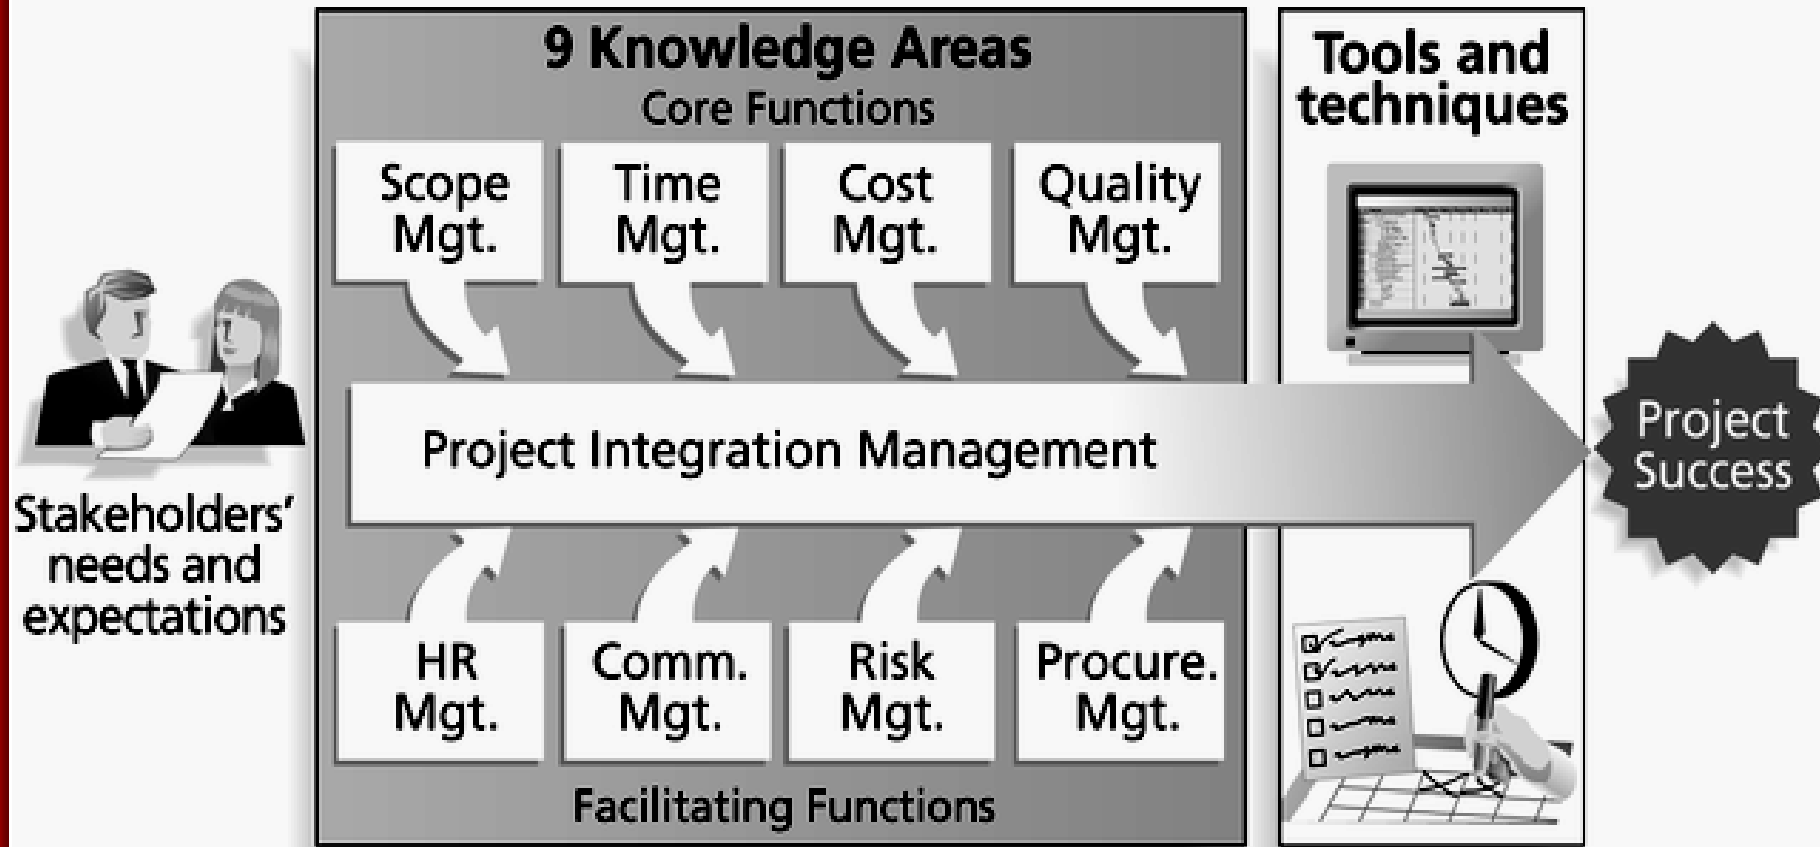 9 Knowledge Areas
Core Functions
Scope
Mgt.
Time
Mgt.
Cost
Mgt.
Quality
Mgt.
Project Integration Management
HR
Mgt.
Comm.
Mgt.
Risk
Mgt.
Procure.
Mgt.
Facilitating Functions
Stakeholders’
needs and
expectations
Tools and
techniques
Project
Success